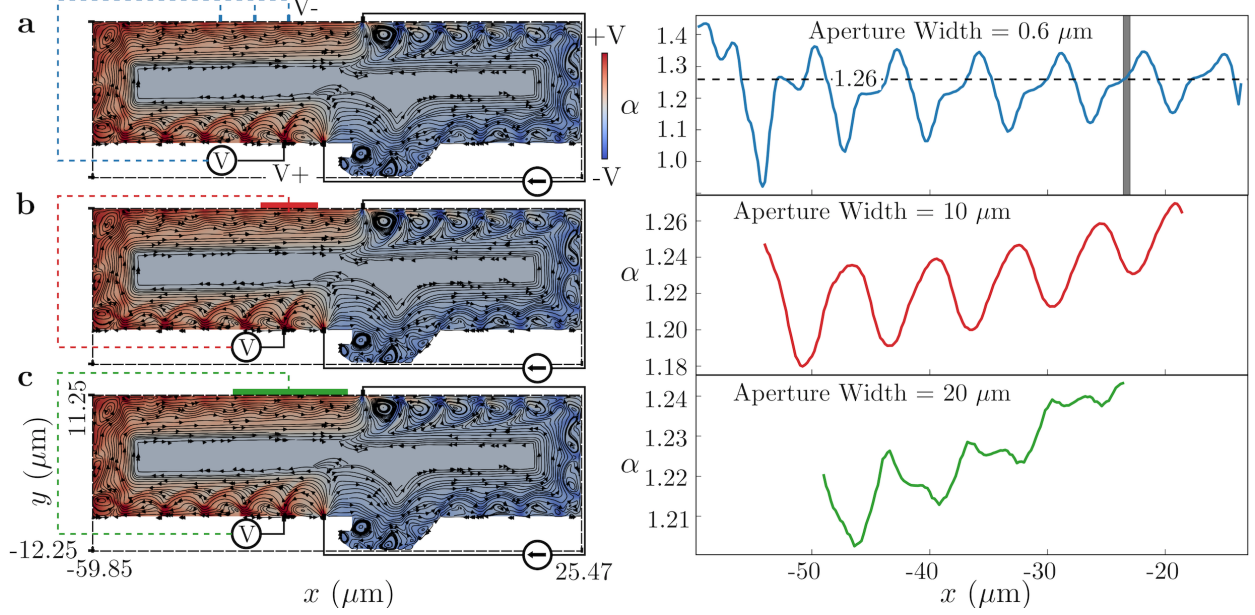 a
V-
+V
α
-V
V
V+
b
V
c
11.25
y (μm)
V
-12.25
-59.85
25.47
x (μm)
Aperture Width = 0.6 μm
1.4
1.3
1.26
1.2
1.1
1.0
Aperture Width = 10 μm
1.24
α
1.22
1.20
1.18
Aperture Width = 20 μm
1.24
1.23
α
1.22
1.21
-50
-40
-30
-20
x (μm)